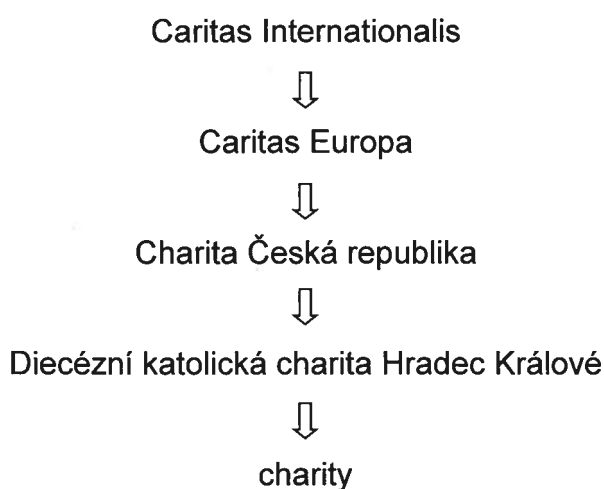 Caritas Internationalis
⇩
Caritas Europa
⇩
Charita Česká republika
⇩
Diecézní katolická charita Hradec Králové
⇩
charity